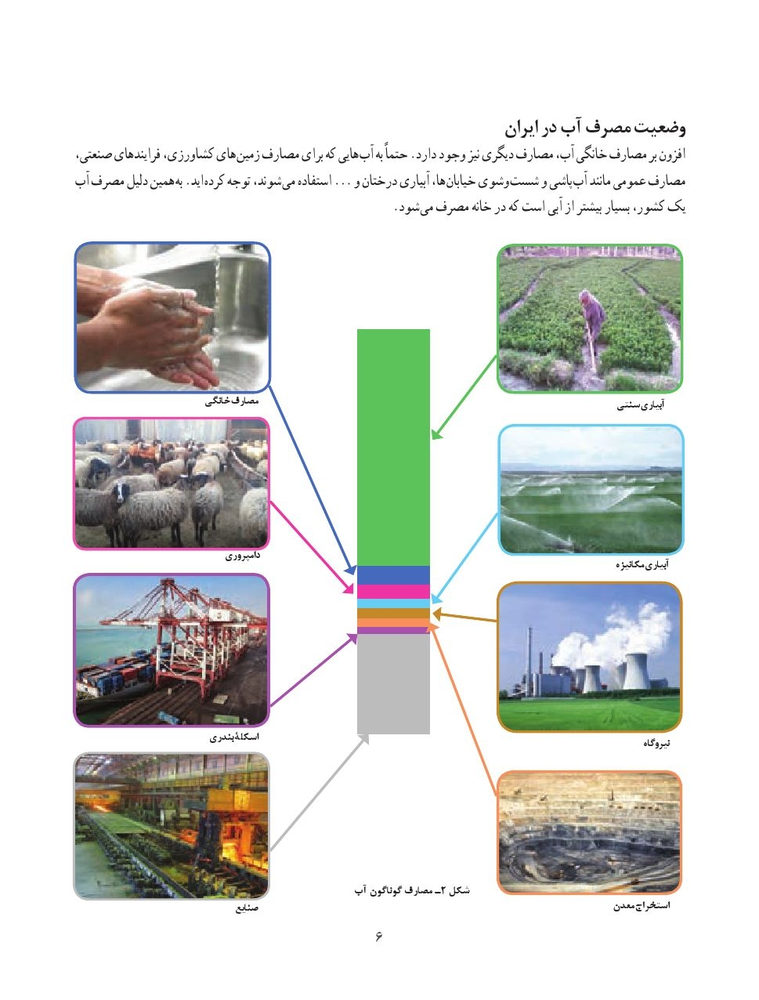 وضعیت مصرف آب در ایران
افزون بر مصارف خانگی آب، مصارف دیگری نیز وجود دارد. حتماً به آب‌هایی که برای مصارف زمین‌های کشاورزی، فرایندهای صنعتی،
مصارف عمومی مانند آب‌پاشی و شست‌وشوی خیابان‌ها، آبیاری درختان و ... استفاده می‌شوند، توجه کرده‌اید. به‌همین دلیل مصرف آب
یک کشور، بسیار بیشتر از آبی است که در خانه مصرف می‌شود.
مصارف خانگی
آبیاری سنتی
دامپروری
آبیاری مکانیزه
اسکلهٔ بندری
نیروگاه
صنایع
استخراج معدن
شکل ۲ـ مصارف گوناگون آب
۶